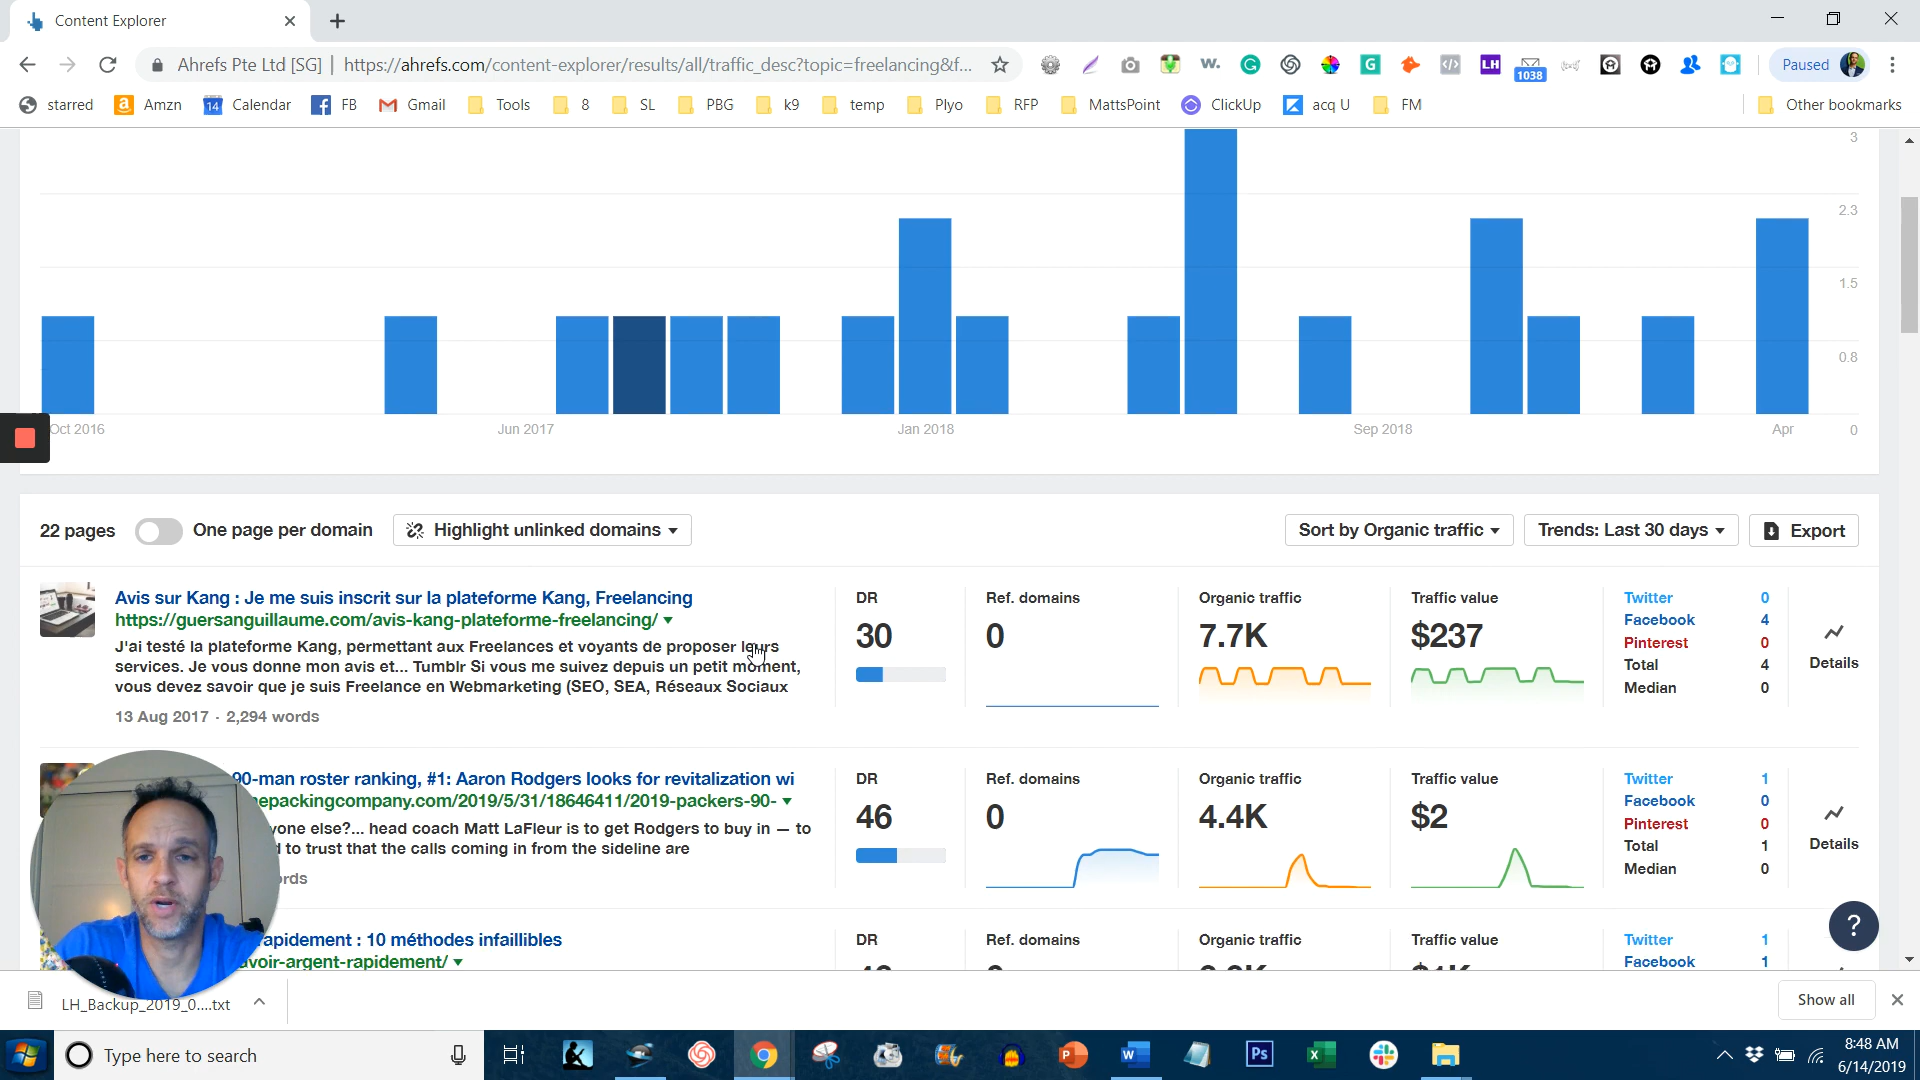 Content Explorer
Ahrefs Pte Ltd [SG] | https://ahrefs.com/content-explorer/results/all/traffic_desc?topic=freelancing&f...
1038
Paused
starred
14
Amzn
Calendar
FB
Gmail
Tools
8
SL
PBG
k9
temp
Plyo
RFP
MattsPoint
ClickUp
acq U
FM
Other bookmarks
3
2.3
1.5
0.8
0
Oct 2016
Jun 2017
Jan 2018
Sep 2018
Apr
22 pages
One page per domain
Highlight unlinked domains
Sort by Organic traffic
Trends: Last 30 days
Export
Avis sur Kang : Je me suis inscrit sur la plateforme Kang, Freelancing
https://guersanguillaume.com/avis-kang-plateforme-freelancing/
J'ai testé la plateforme Kang, permettant aux Freelances et voyants de proposer leurs
services. Je vous donne mon avis et... Tumblr Si vous me suivez depuis un petit moment,
vous devez savoir que je suis Freelance en Webmarketing (SEO, SEA, Réseaux Sociaux
13 Aug 2017 · 2,294 words
DR
30
Ref. domains
0
Organic traffic
7.7K
Traffic value
$237
Twitter 0
Facebook 4
Pinterest 0
Total 4
Median 0
Details
90-man roster ranking, #1: Aaron Rodgers looks for revitalization wi
epackingcompany.com/2019/5/31/18646411/2019-packers-90-
yone else?... head coach Matt LaFleur is to get Rodgers to buy in — to
to trust that the calls coming in from the sideline are
rds
DR
46
Ref. domains
0
Organic traffic
4.4K
Traffic value
$2
Twitter 1
Facebook 0
Pinterest 0
Total 1
Median 0
Details
apidement : 10 méthodes infaillibles
avoir-argent-rapidement/
DR
Ref. domains
Organic traffic
Traffic value
Twitter 1
Facebook 1
?
LH_Backup_2019_0....txt
Show all
Type here to search
8:48 AM
6/14/2019